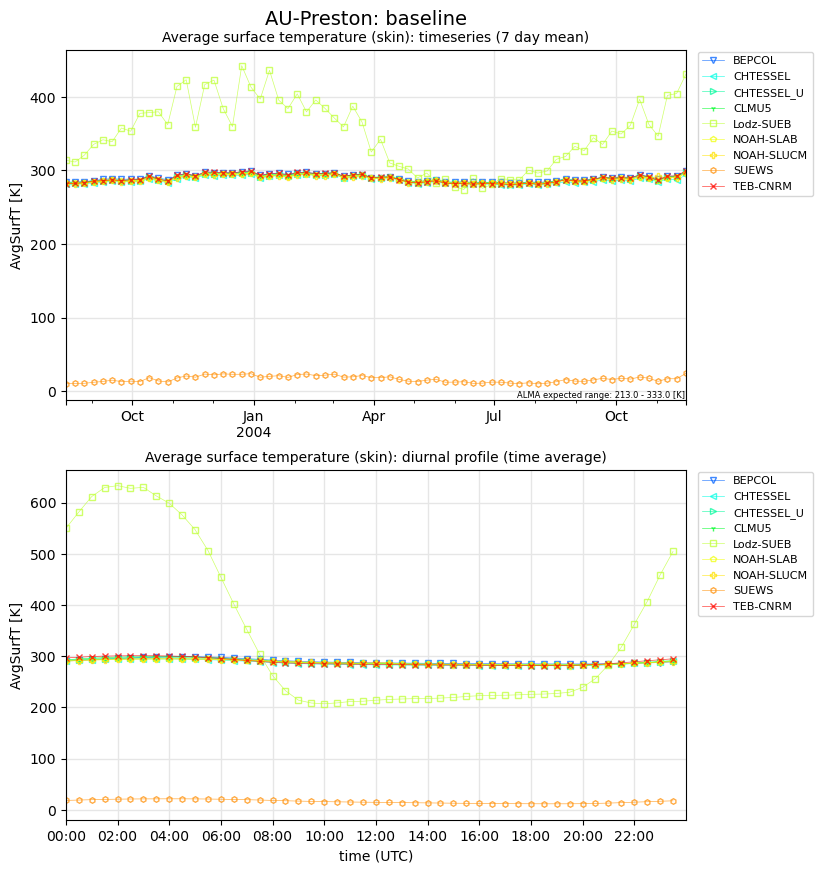 AU-Preston: baseline
Average surface temperature (skin): timeseries (7 day mean)
AvgSurfT [K]
400
300
200
100
0
Oct
Jan
2004
Apr
Jul
Oct
ALMA expected range: 213.0 - 333.0 [K]
BEPCOL
CHTESSEL
CHTESSEL_U
CLMU5
Lodz-SUEB
NOAH-SLAB
NOAH-SLUCM
SUEWS
TEB-CNRM
Average surface temperature (skin): diurnal profile (time average)
AvgSurfT [K]
600
500
400
300
200
100
0
00:00
02:00
04:00
06:00
08:00
10:00
12:00
14:00
16:00
18:00
20:00
22:00
time (UTC)
BEPCOL
CHTESSEL
CHTESSEL_U
CLMU5
Lodz-SUEB
NOAH-SLAB
NOAH-SLUCM
SUEWS
TEB-CNRM